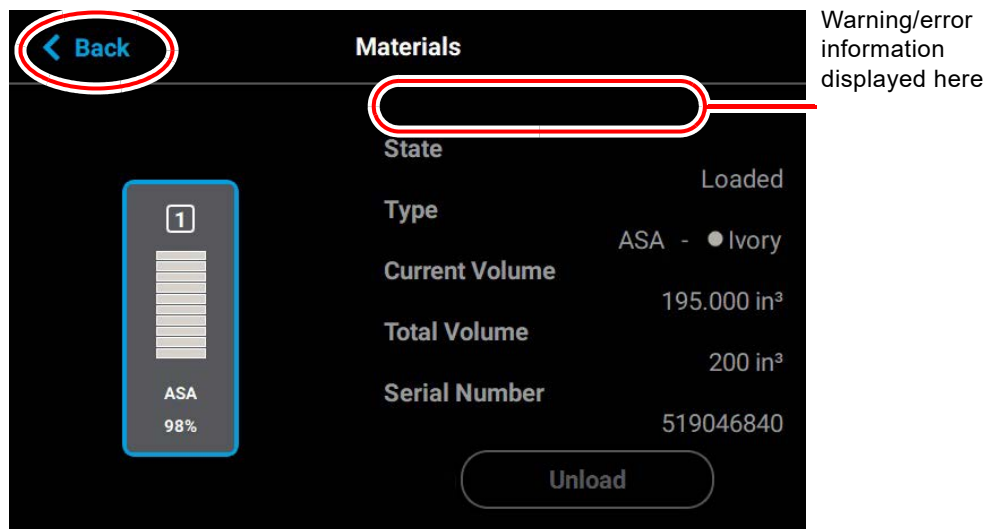 Back
Materials
Warning/error
information
displayed here
State
Loaded
1
Type
ASA - ●Ivory
Current Volume
195.000 in³
Total Volume
200 in³
ASA
Serial Number
98%
519046840
Unload